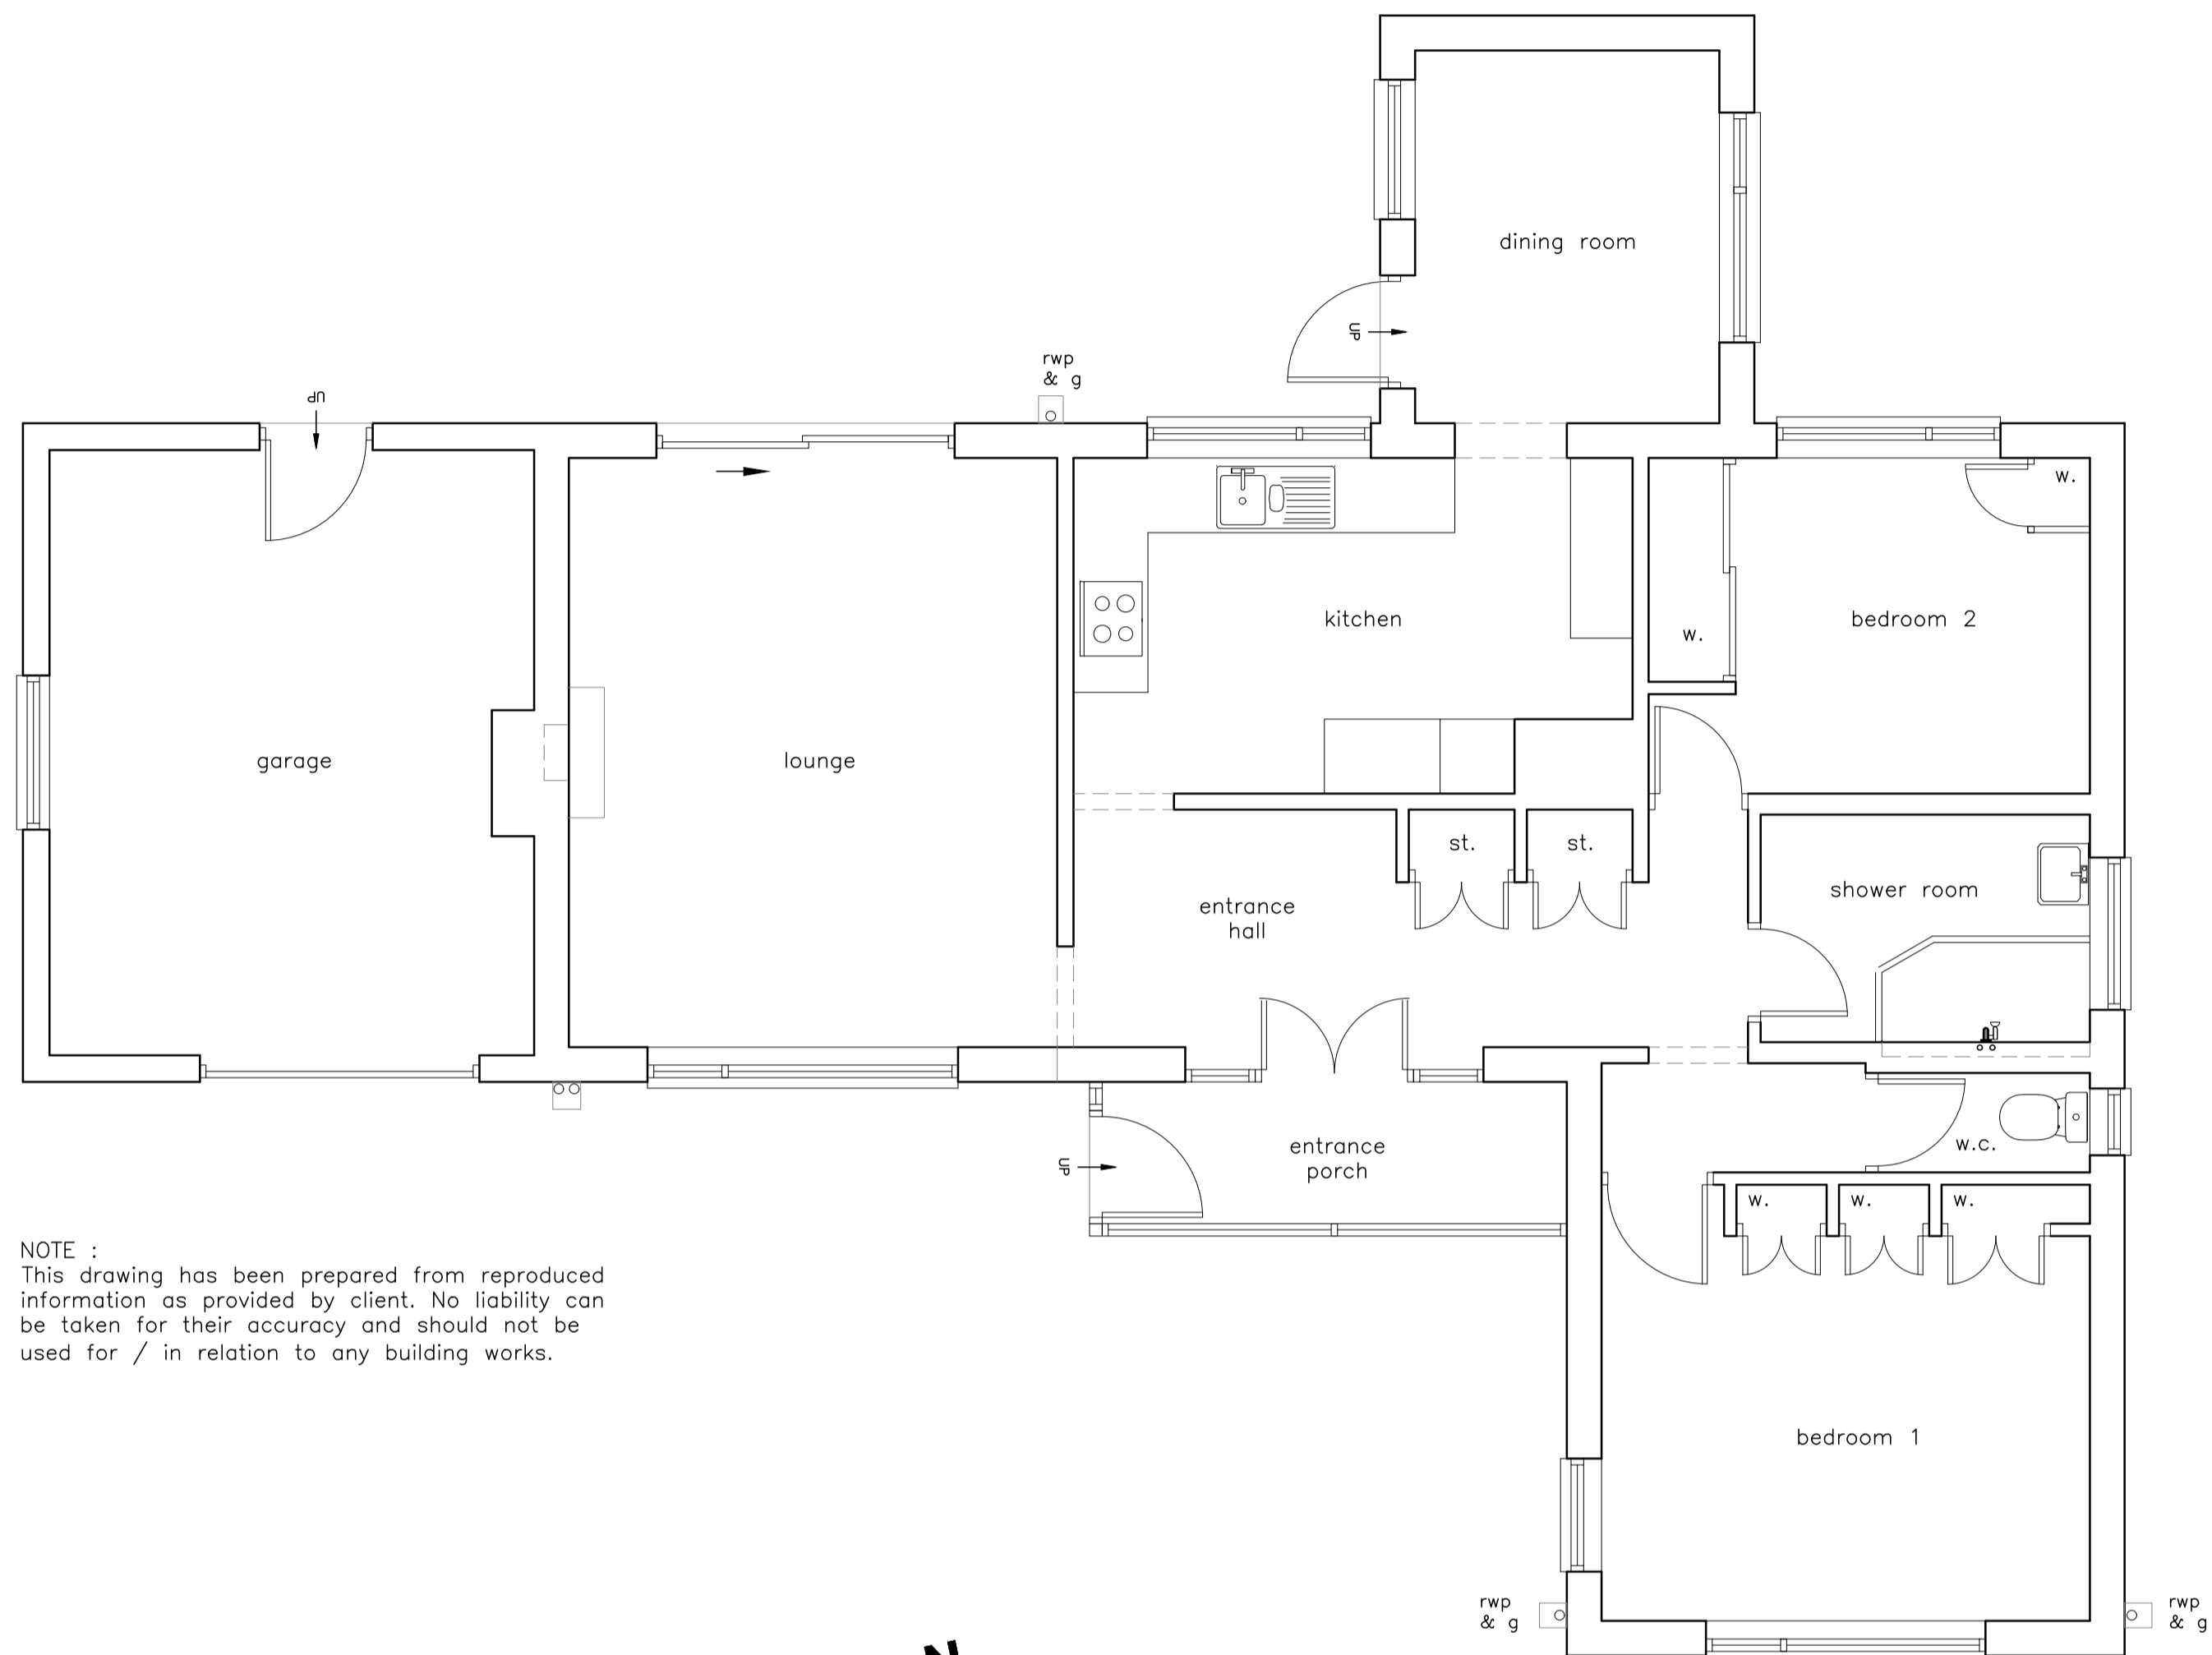 dining room
UP
rwp
& g
UP
w.
kitchen
bedroom 2
w.
garage
lounge
st.
st.
shower room
entrance
hall
entrance
porch
w.c.
UP
w.
w.
w.
NOTE :
This drawing has been prepared from reproduced
information as provided by client. No liability can
be taken for their accuracy and should not be
used for / in relation to any building works.
bedroom 1
rwp
& g
rwp
& g
N